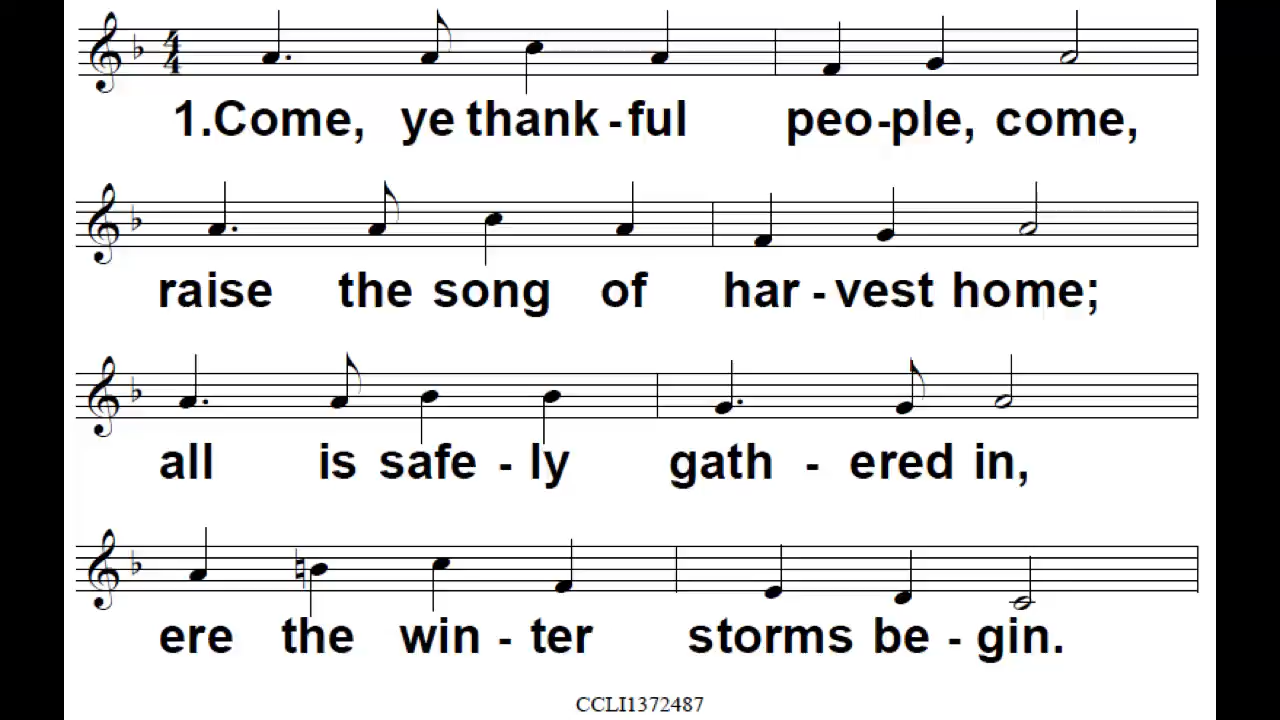 1.Come, ye thank-ful peo-ple, come,
raise the song of har-vest home;
all is safe-ly gath-ered in,
ere the win-ter storms be-gin.
CCLI1372487